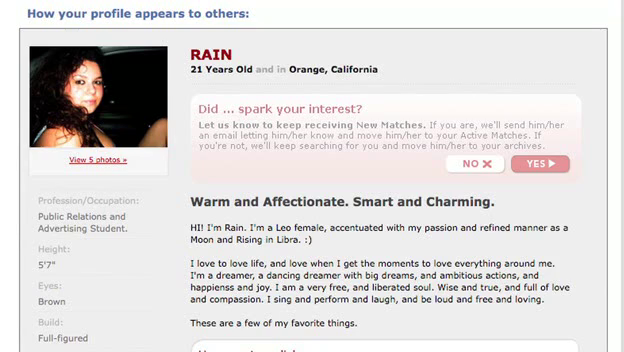 How your profile appears to others:
RAIN
21 Years Old and in Orange, California
Did ... spark your interest?
Let us know to keep receiving New Matches. If you are, we'll send him/her
an email letting him/her know and move him/her to your Active Matches. If
you're not, we'll keep searching for you and move him/her to your archives.
NO
YES
View 5 photos »
Profession/Occupation:
Public Relations and
Advertising Student.
Height:
5'7"
Eyes:
Brown
Build:
Full-figured
Warm and Affectionate. Smart and Charming.
HI! I'm Rain. I'm a Leo female, accentuated with my passion and refined manner as a
Moon and Rising in Libra. :)
I love to love life, and love when I get the moments to love everything around me.
I'm a dreamer, a dancing dreamer with big dreams, and ambitious actions, and
happienss and joy. I am a very free, and liberated soul. Wise and true, and full of love
and compassion. I sing and perform and laugh, and be loud and free and loving.
These are a few of my favorite things.